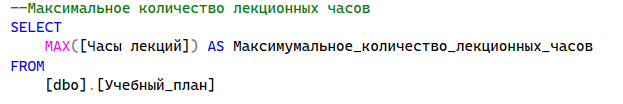 --Максимальное количество лекционных часов
SELECT
MAX([Часы лекций]) AS Максимумальное_количество_лекционных_часов
FROM
[dbo].[Учебный_план]